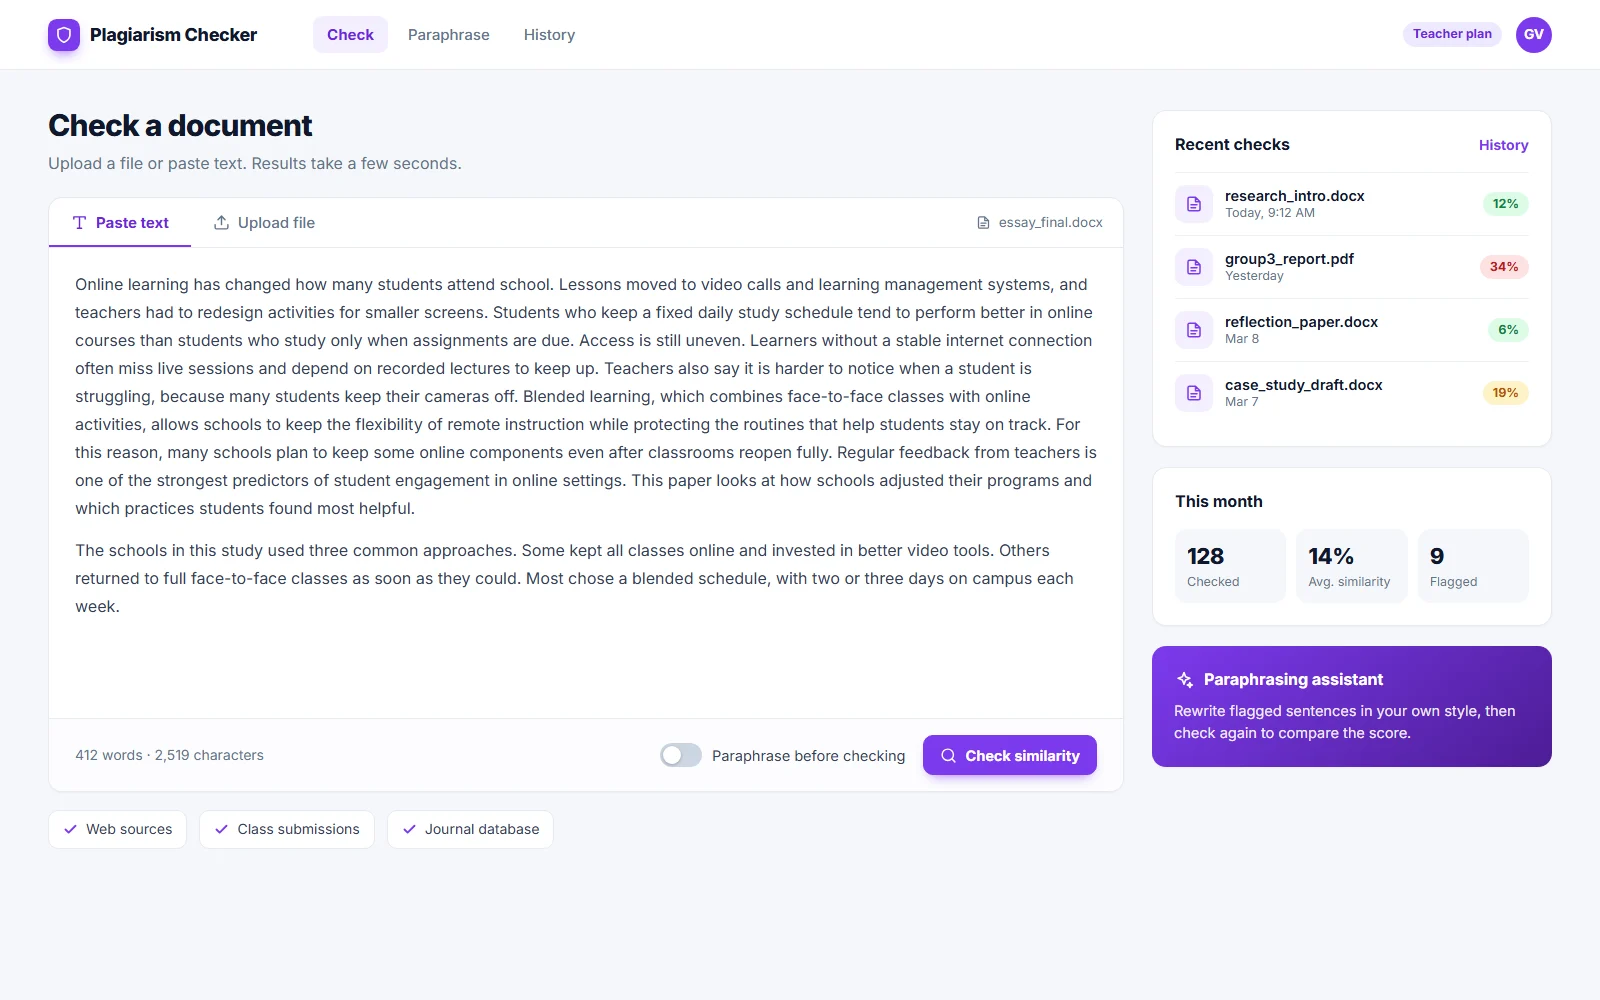 Plagiarism Checker
Check
Paraphrase
History
Teacher plan
GV
Check a document
Upload a file or paste text. Results take a few seconds.
Paste text
Upload file
essay_final.docx
Online learning has changed how many students attend school. Lessons moved to video calls and learning management systems, and
teachers had to redesign activities for smaller screens. Students who keep a fixed daily study schedule tend to perform better in online
courses than students who study only when assignments are due. Access is still uneven. Learners without a stable internet connection
often miss live sessions and depend on recorded lectures to keep up. Teachers also say it is harder to notice when a student is
struggling, because many students keep their cameras off. Blended learning, which combines face-to-face classes with online
activities, allows schools to keep the flexibility of remote instruction while protecting the routines that help students stay on track. For
this reason, many schools plan to keep some online components even after classrooms reopen fully. Regular feedback from teachers is
one of the strongest predictors of student engagement in online settings. This paper looks at how schools adjusted their programs and
which practices students found most helpful.
The schools in this study used three common approaches. Some kept all classes online and invested in better video tools. Others
returned to full face-to-face classes as soon as they could. Most chose a blended schedule, with two or three days on campus each
week.
412 words · 2,519 characters
Paraphrase before checking
Check similarity
Web sources
Class submissions
Journal database
Recent checks
History
research_intro.docx
Today, 9:12 AM
12%
group3_report.pdf
Yesterday
34%
reflection_paper.docx
Mar 8
6%
case_study_draft.docx
Mar 7
19%
This month
128
Checked
14%
Avg. similarity
9
Flagged
Paraphrasing assistant
Rewrite flagged sentences in your own style, then
check again to compare the score.